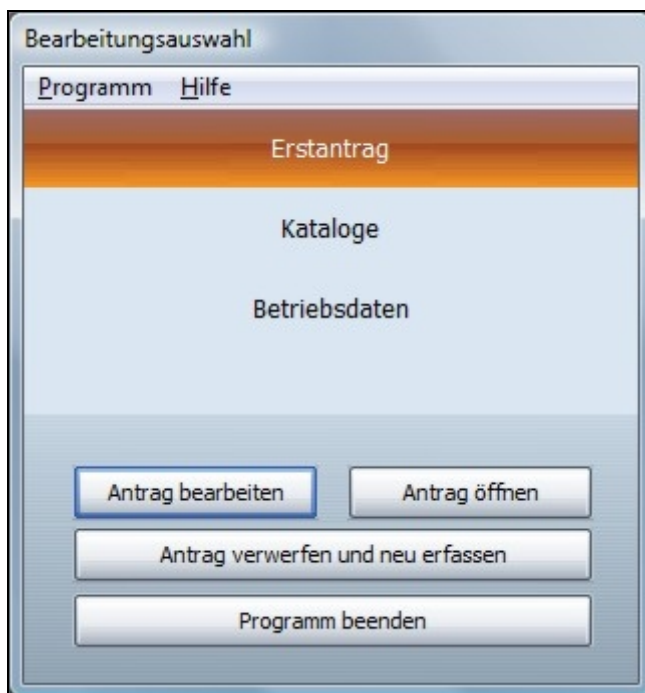 Bearbeitungsauswahl
Programm Hilfe
Erstantrag
Kataloge
Betriebsdaten
Antrag bearbeiten Antrag öffnen
Antrag verwerfen und neu erfassen
Programm beenden